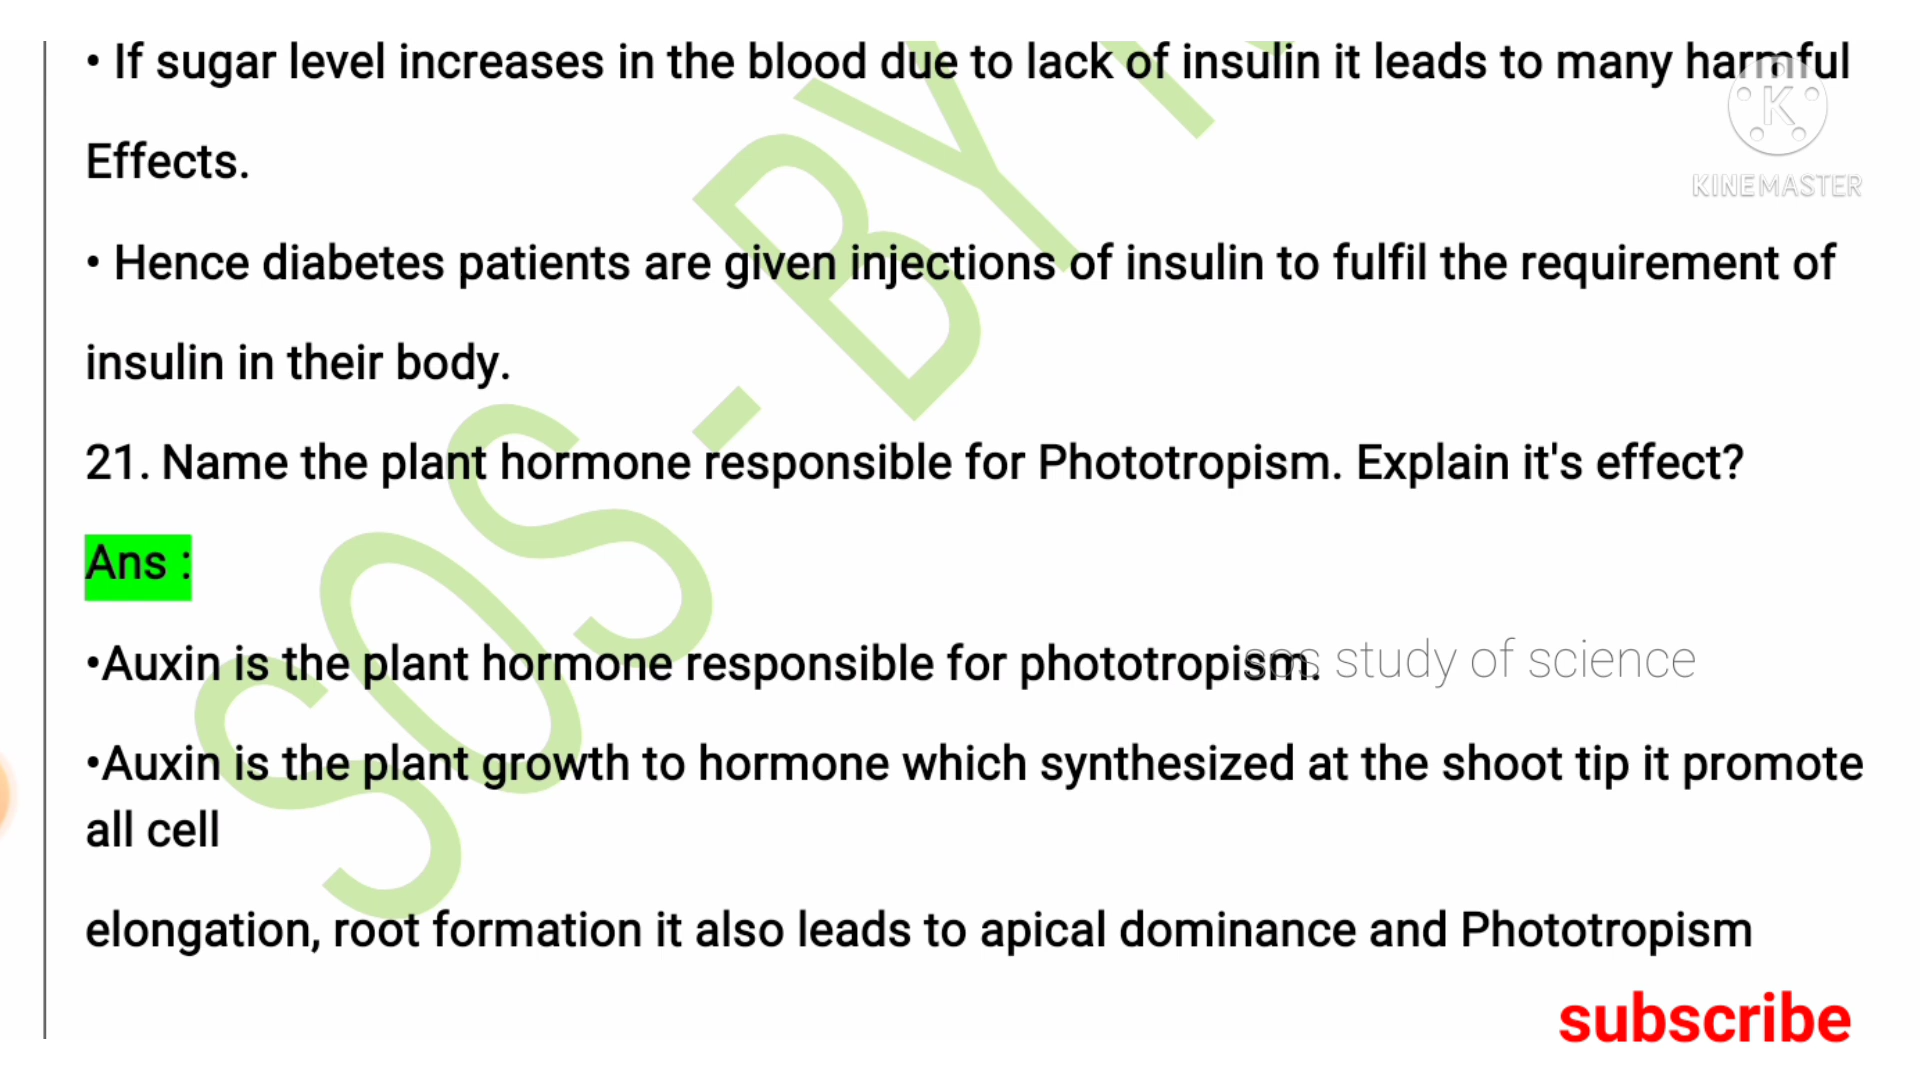 • If sugar level increases in the blood due to lack of insulin it leads to many harmful
Effects.
KINEMASTER
• Hence diabetes patients are given injections of insulin to fulfil the requirement of
insulin in their body.
21. Name the plant hormone responsible for Phototropism. Explain it's effect?
Ans :
•Auxin is the plant hormone responsible for phototropism.
sos study of science
•Auxin is the plant growth to hormone which synthesized at the shoot tip it promote
all cell
elongation, root formation it also leads to apical dominance and Phototropism
subscribe
SOS - BY